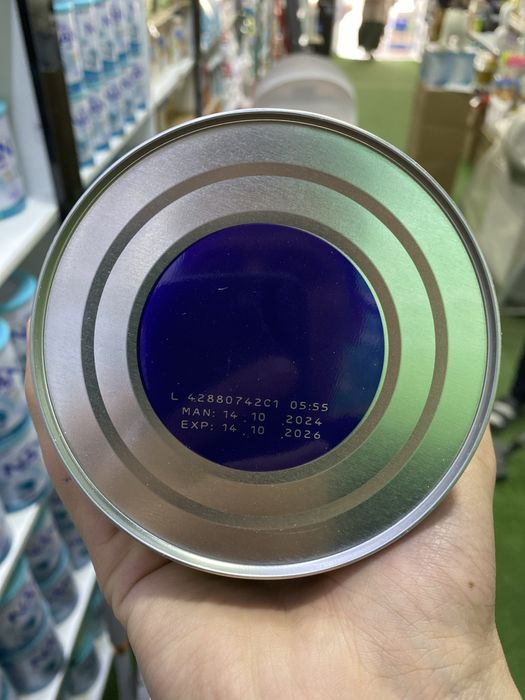 L 42880742C1 05:55
MAN: 14 . 10 . 2024
EXP: 14 . 10 . 2026